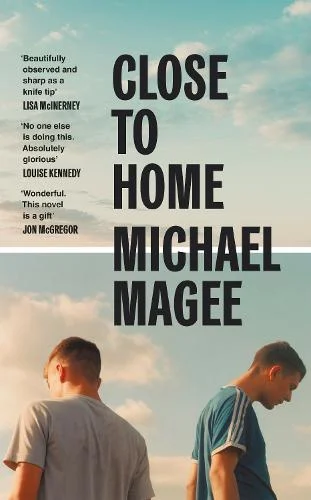 'Beautifully
observed and
sharp as a
knife tip'
LISA McINERNEY
'No one else
is doing this.
Absolutely
glorious'
LOUISE KENNEDY
'Wonderful.
This novel
is a gift'
JON McGREGOR
CLOSE
TO
HOME
MICHAEL
MAGEE